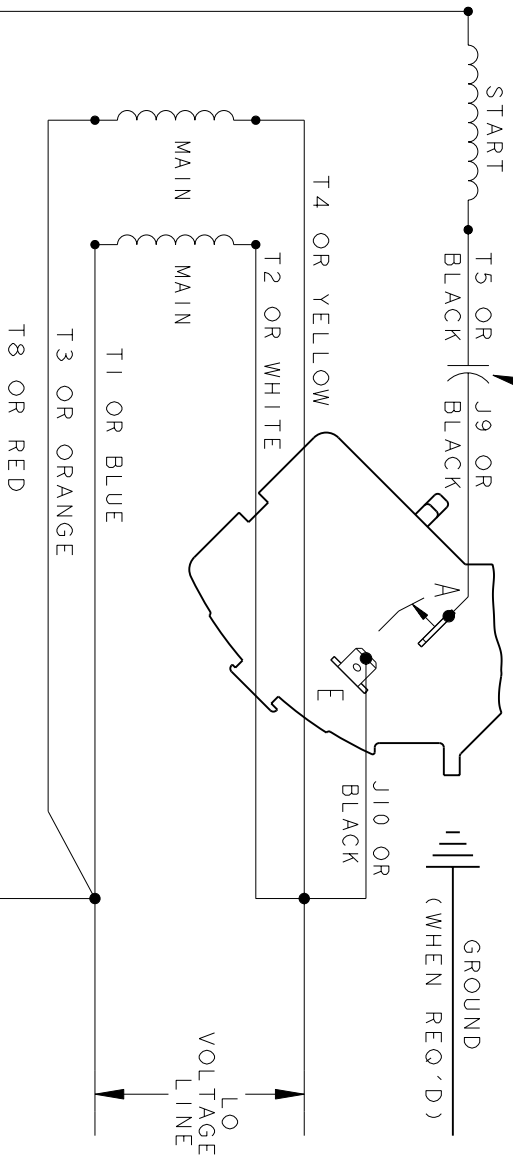 START
T5 OR
BLACK
J9 OR
BLACK
MAIN
MAIN
T4 OR YELLOW
T2 OR WHITE
T1 OR BLUE
T3 OR ORANGE
T8 OR RED
A
E
J10 OR
BLACK
GROUND
(WHEN REQ'D)
LO
VOLTAGE
LINE